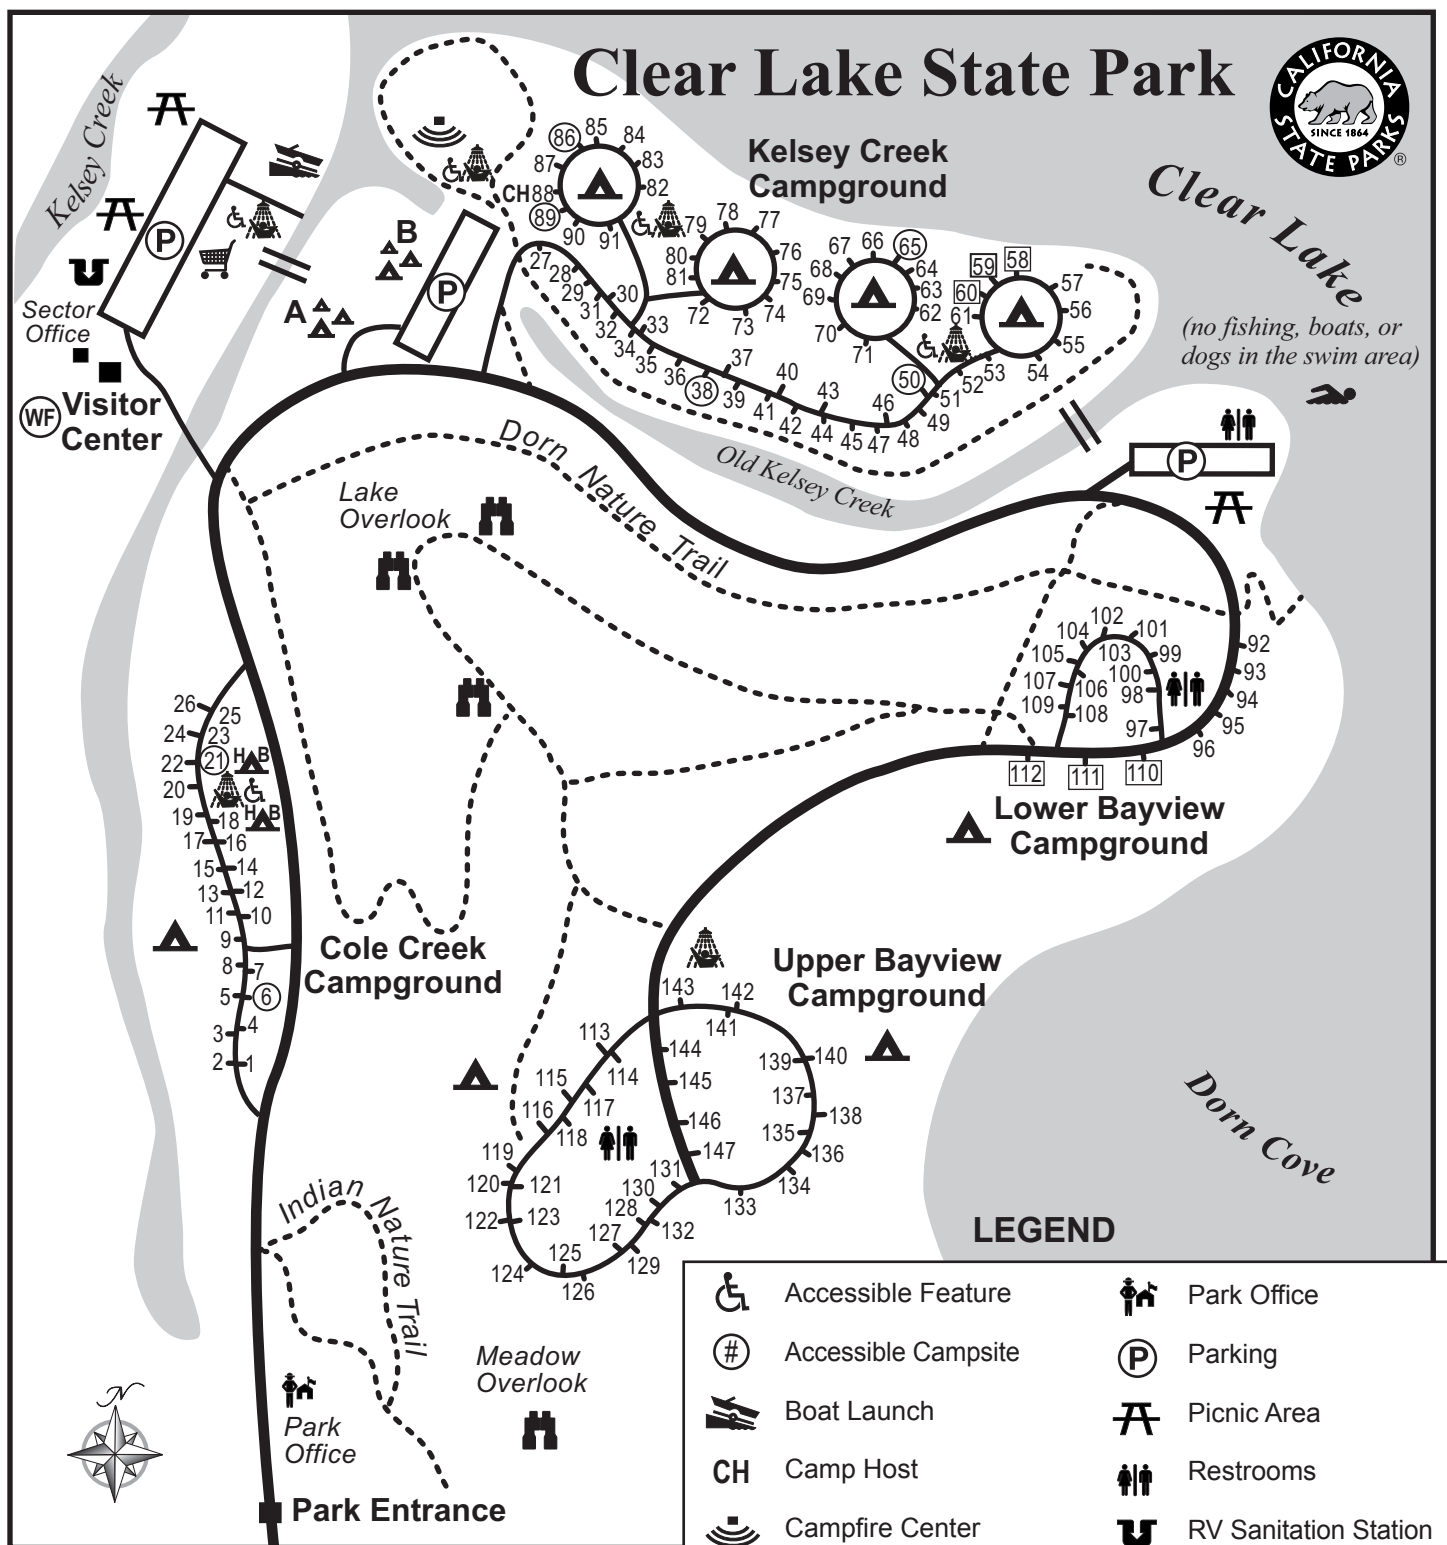 Clear Lake State Park
CALIFORNIA
SINCE 1864
STATE PARKS
®
Kelsey Creek
Kelsey Creek
Campground
Clear Lake
(no fishing, boats, or
dogs in the swim area)
P
Sector
Office
WF
Visitor
Center
A
B
P
CH
86
85
84
83
82
87
88
89
90
91
78
77
79
76
80
75
81
74
72
73
66
65
67
64
68
63
69
62
70
71
58
59
57
60
56
61
55
54
53
52
27
28
29
30
31
32
33
34
35
36
37
38
39
40
41
42
43
44
45
46
47
48
49
50
51
Old Kelsey Creek
P
Dorn Nature Trail
Lake
Overlook
102
101
104
103
99
105
100
107
106
98
109
108
97
92
93
94
95
96
112
111
110
Lower Bayview
Campground
26
25
24
23
22
21
H B
20
19
18
H B
17
16
15
14
13
12
11
10
9
8
7
5
6
3
4
2
1
Cole Creek
Campground
Upper Bayview
Campground
143
142
141
113
144
139
140
114
115
145
137
116
117
138
118
146
135
119
147
136
131
134
120
121
130
133
128
122
123
132
127
125
129
124
126
Dorn Cove
Indian Nature Trail
Meadow
Overlook
Park
Office
N
Park Entrance
LEGEND
Accessible Feature
Park Office
#
Accessible Campsite
P
Parking
Boat Launch
Picnic Area
CH
Camp Host
Restrooms
Campfire Center
RV Sanitation Station